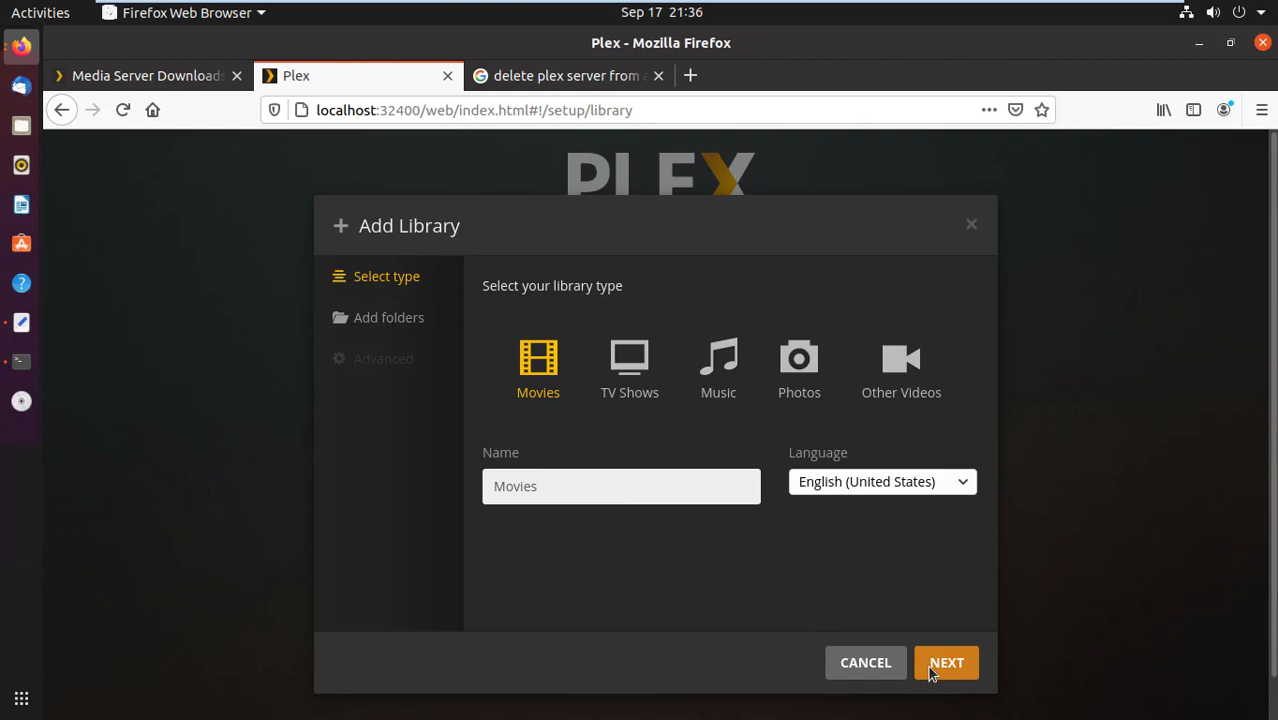 Activities
Firefox Web Browser
Sep 17 21:36
Plex - Mozilla Firefox
Media Server Downloads
Plex
delete plex server from
localhost:32400/web/index.html#!/setup/library
PLEX
Add Library
Select type
Add folders
Advanced
Select your library type
Movies
TV Shows
Music
Photos
Other Videos
Name
Language
Movies
English (United States)
CANCEL
NEXT